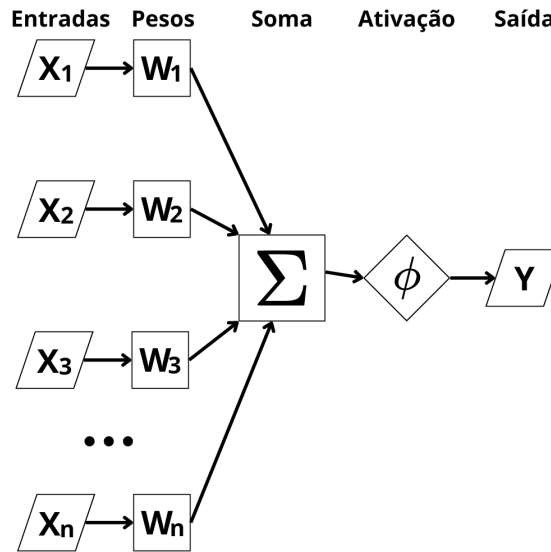 Entradas Pesos Soma Ativação Saída
X1 W1
X2 W2
Σ ϕ Y
X3 W3
...
Xn Wn